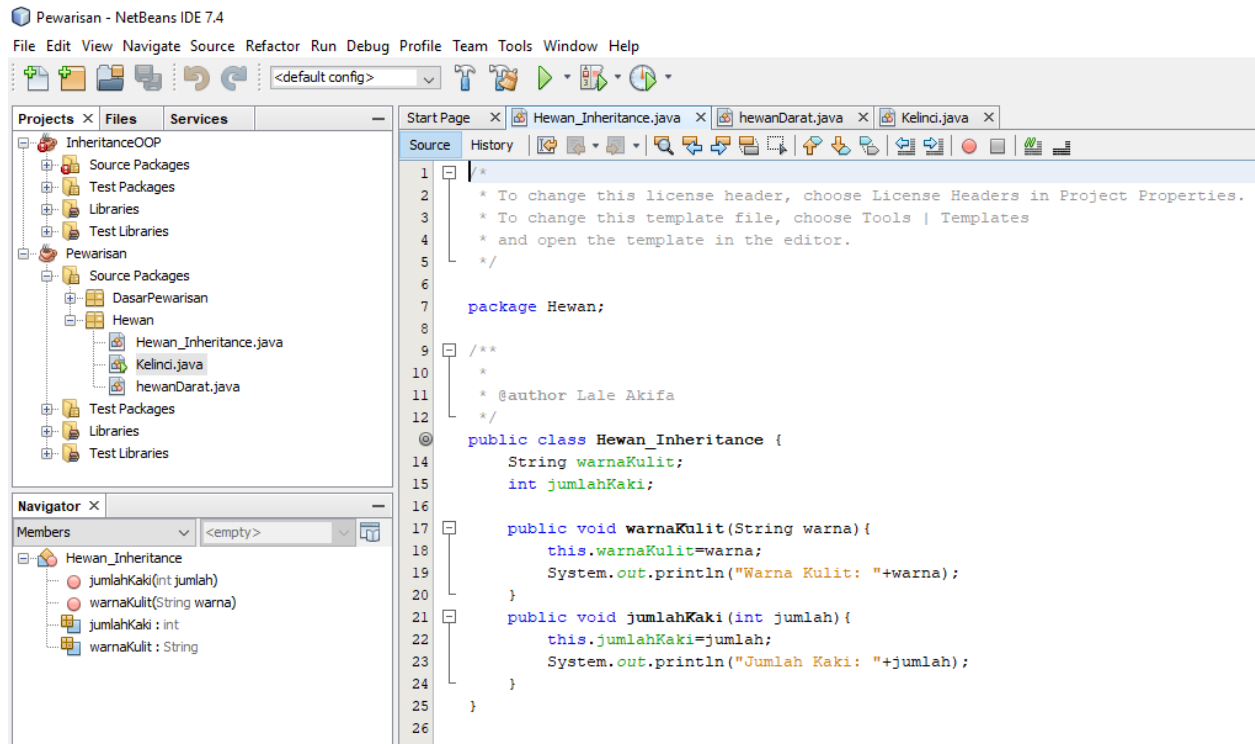 Pewarisan - NetBeans IDE 7.4
File Edit View Navigate Source Refactor Run Debug Profile Team Tools Window Help
<default config>
Projects × Files Services
InheritanceOOP
Source Packages
Test Packages
Libraries
Test Libraries
Pewarisan
Source Packages
DasarPewarisan
Hewan
Hewan_Inheritance.java
Kelinci.java
hewanDarat.java
Test Packages
Libraries
Test Libraries
Navigator ×
Members <empty>
Hewan_Inheritance
jumlahKaki(int jumlah)
warnaKulit(String warna)
jumlahKaki : int
warnaKulit : String
Start Page × Hewan_Inheritance.java × hewanDarat.java × Kelinci.java ×
Source History
1 /*
2 * To change this license header, choose License Headers in Project Properties.
3 * To change this template file, choose Tools | Templates
4 * and open the template in the editor.
5 */
6
7 package Hewan;
8
9 /**
10 *
11 * @author Lale Akifa
12 */
public class Hewan_Inheritance {
14 String warnaKulit;
15 int jumlahKaki;
16
17 public void warnaKulit(String warna){
18 this.warnaKulit=warna;
19 System.out.println("Warna Kulit: "+warna);
20 }
21 public void jumlahKaki(int jumlah){
22 this.jumlahKaki=jumlah;
23 System.out.println("Jumlah Kaki: "+jumlah);
24 }
25 }
26